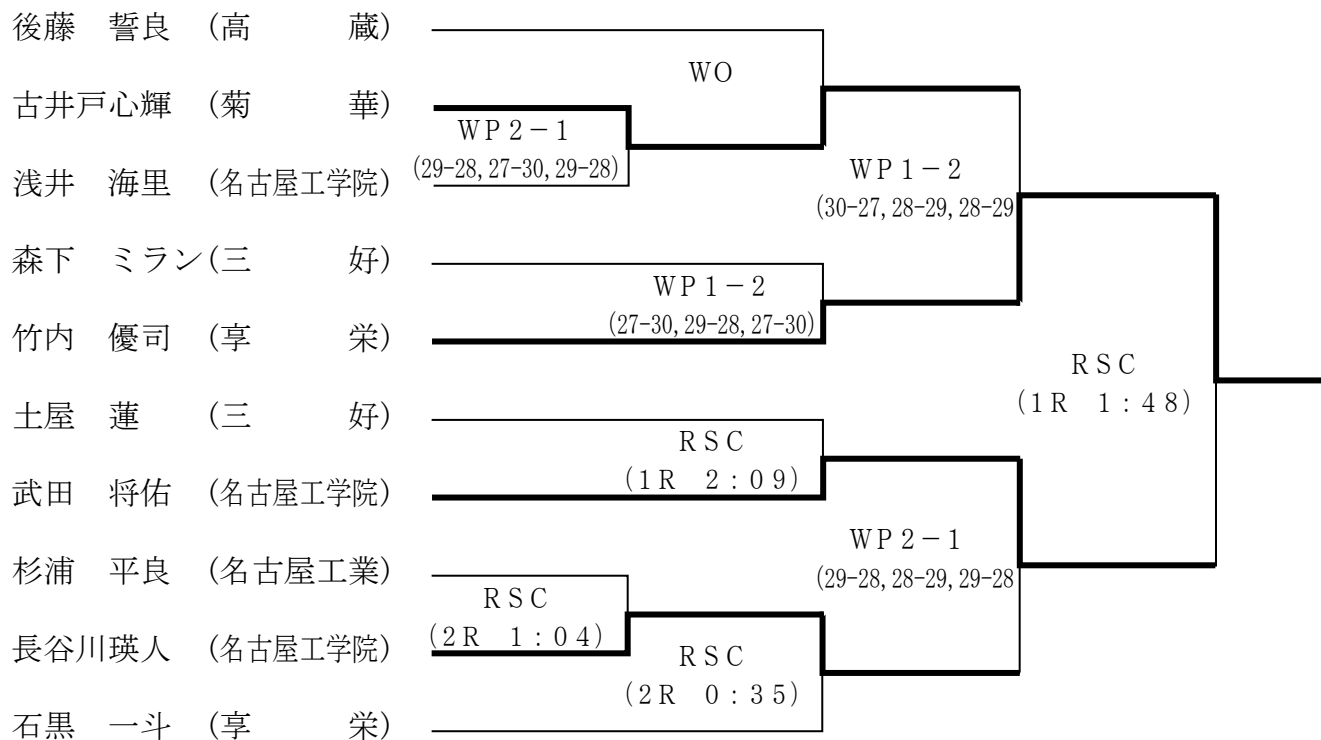 後藤　誓良　(高　　　蔵)
WO
古井戸心輝　(菊　　　華)
WP2－1
(29-28, 27-30, 29-28)
浅井　海里　(名古屋工学院)
WP1－2
(30-27, 28-29, 28-29
森下　ミラン(三　　　好)
WP1－2
(27-30, 29-28, 27-30)
竹内　優司　(享　　　栄)
RSC
(1R　1:48)
土屋　蓮　　(三　　　好)
RSC
(1R　2:09)
武田　将佑　(名古屋工学院)
WP2－1
(29-28, 28-29, 29-28
杉浦　平良　(名古屋工業)
RSC
(2R　1:04)
長谷川瑛人　(名古屋工学院)
RSC
(2R　0:35)
石黒　一斗　(享　　　栄)